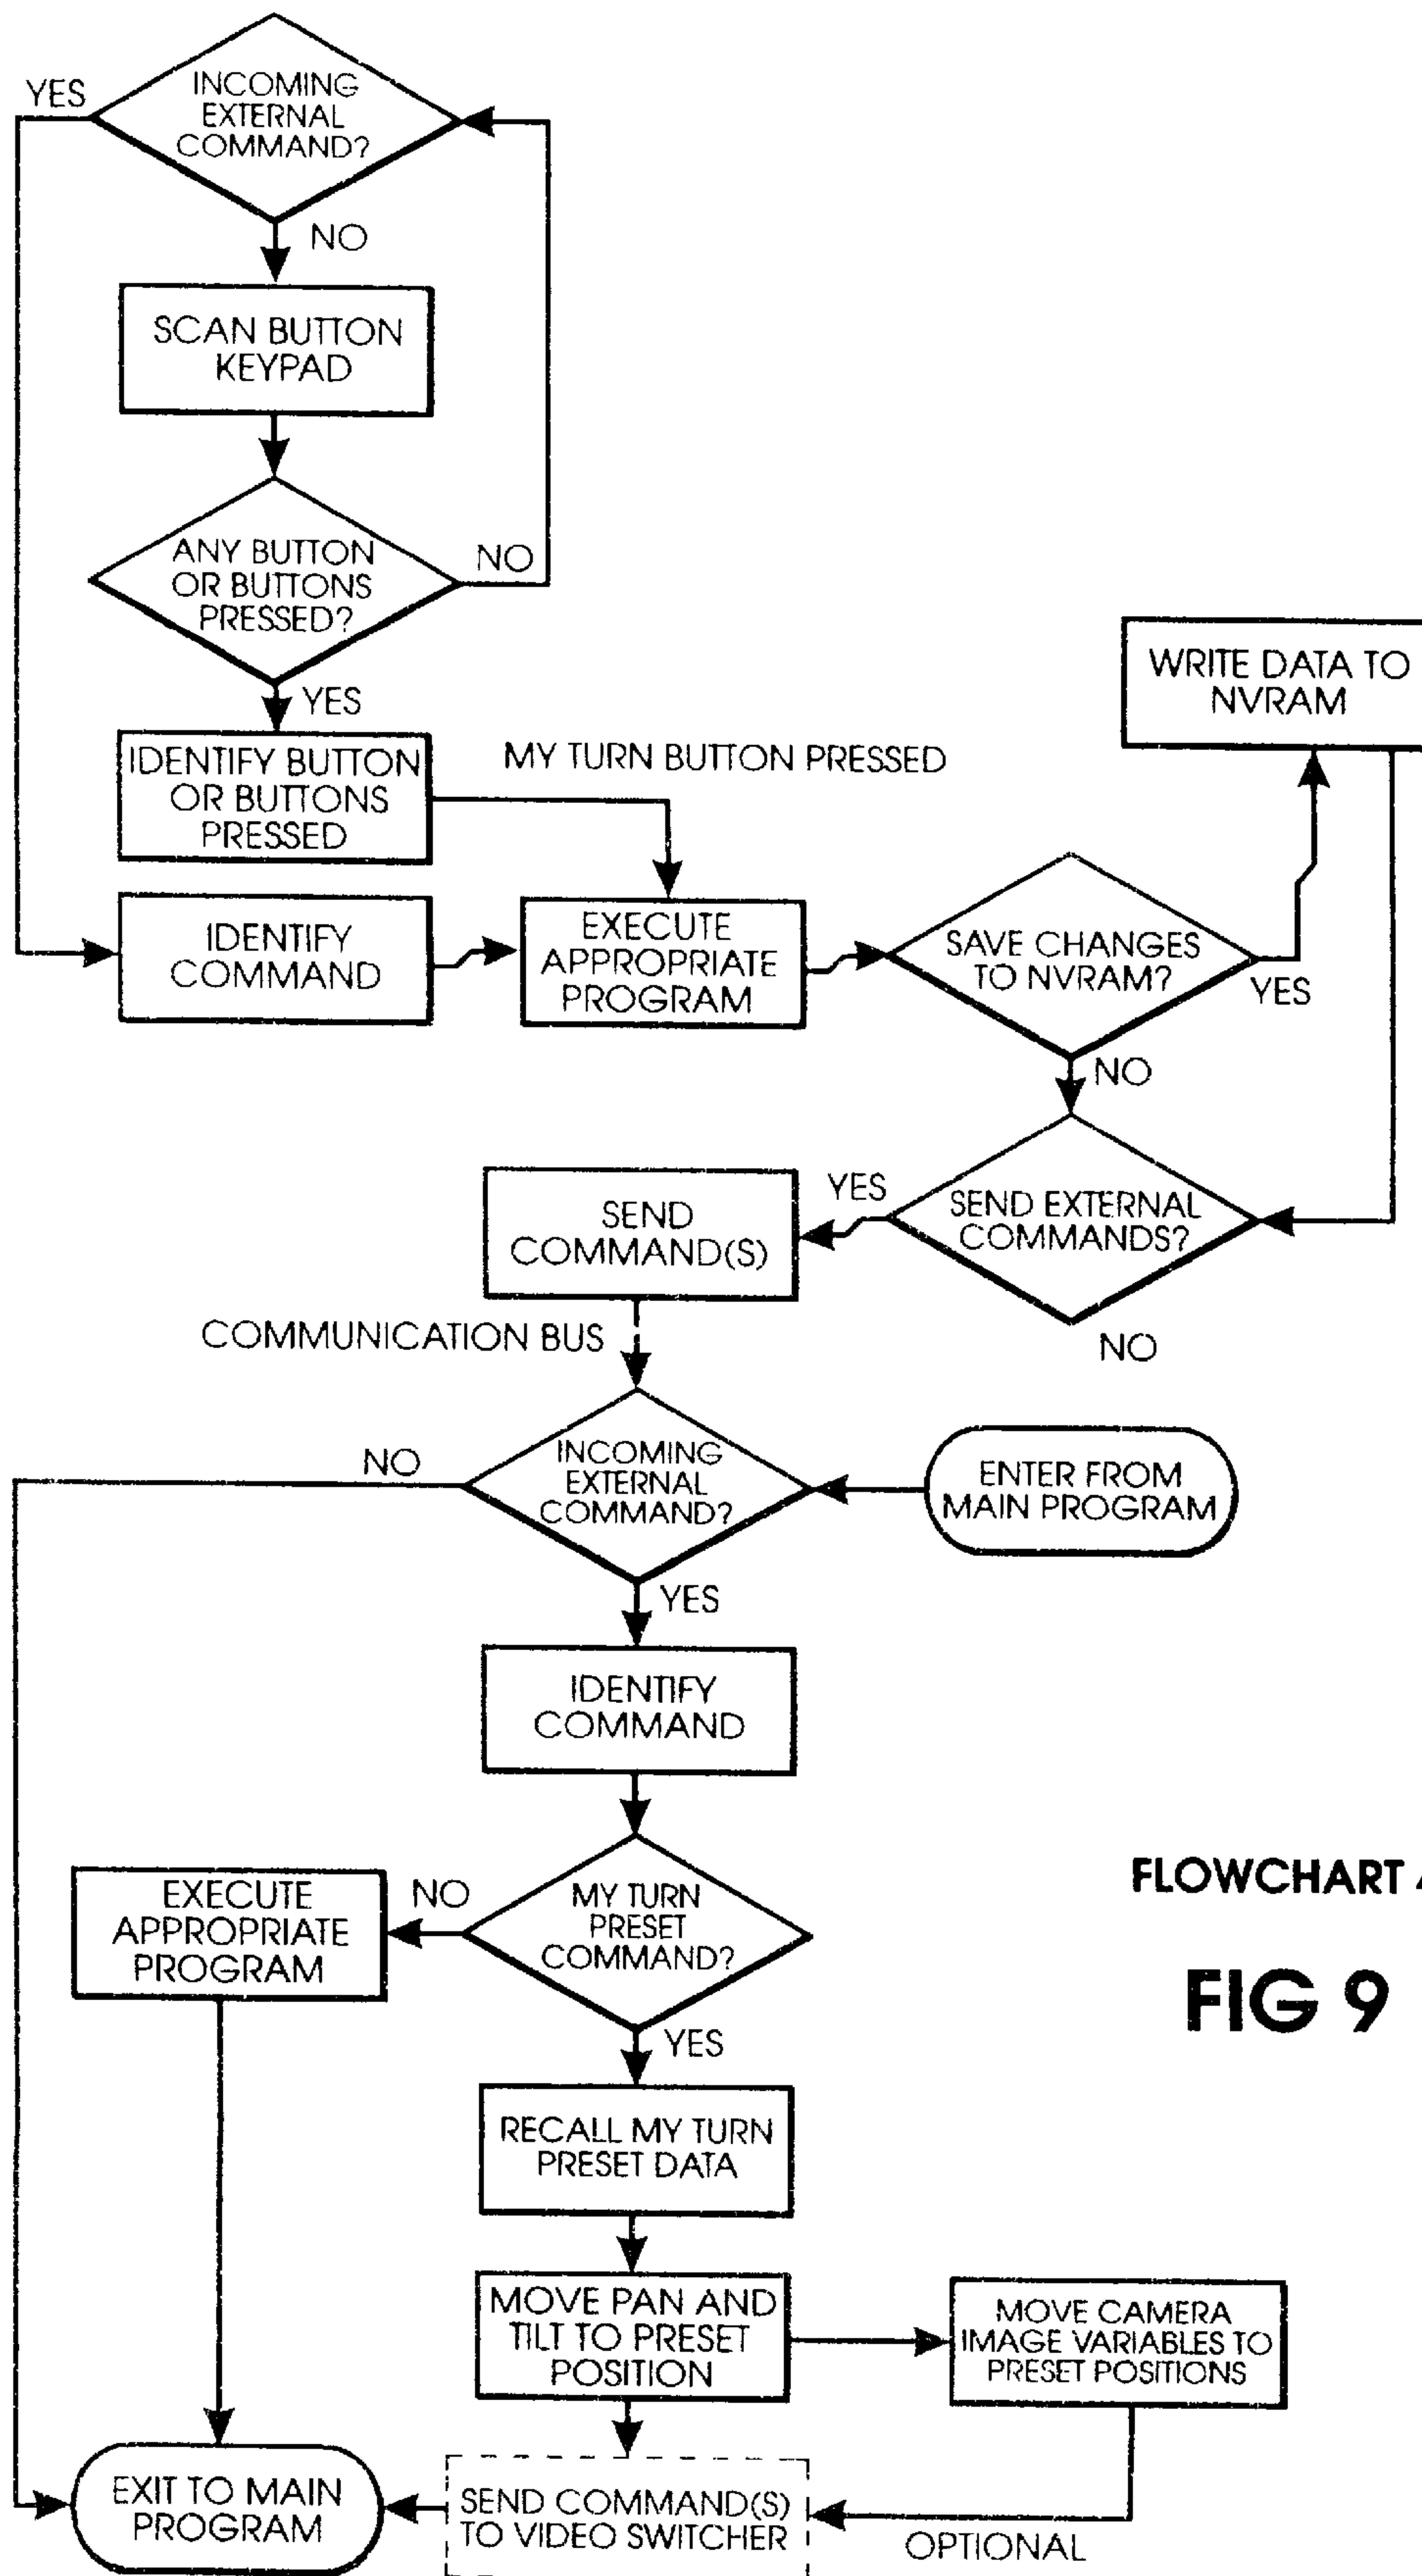 YES
INCOMING
EXTERNAL
COMMAND?
NO
SCAN BUTTON
KEYPAD
ANY BUTTON
OR BUTTONS
PRESSED?
NO
YES
WRITE DATA TO
NVRAM
IDENTIFY BUTTON
OR BUTTONS
PRESSED
MY TURN BUTTON PRESSED
IDENTIFY
COMMAND
EXECUTE
APPROPRIATE
PROGRAM
SAVE CHANGES
TO NVRAM?
YES
NO
SEND
COMMAND(S)
YES
SEND EXTERNAL
COMMANDS?
NO
COMMUNICATION BUS
NO
INCOMING
EXTERNAL
COMMAND?
ENTER FROM
MAIN PROGRAM
YES
IDENTIFY
COMMAND
EXECUTE
APPROPRIATE
PROGRAM
NO
MY TURN
PRESET
COMMAND?
FLOWCHART 4
FIG 9
YES
RECALL MY TURN
PRESET DATA
MOVE PAN AND
TILT TO PRESET
POSITION
MOVE CAMERA
IMAGE VARIABLES TO
PRESET POSITIONS
EXIT TO MAIN
PROGRAM
SEND COMMAND(S)
TO VIDEO SWITCHER
OPTIONAL